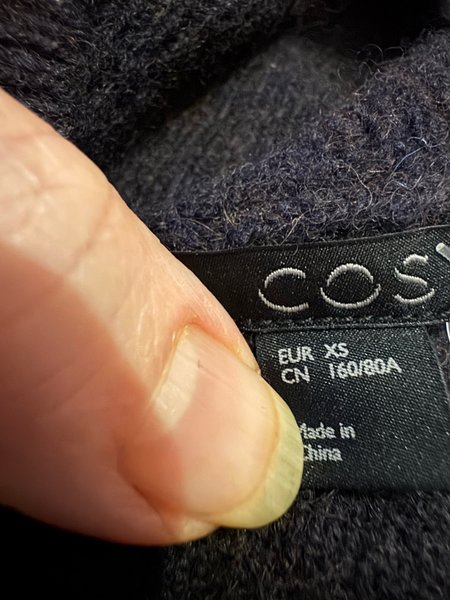 COS
EUR XS
CN 160/80A
Made in
China